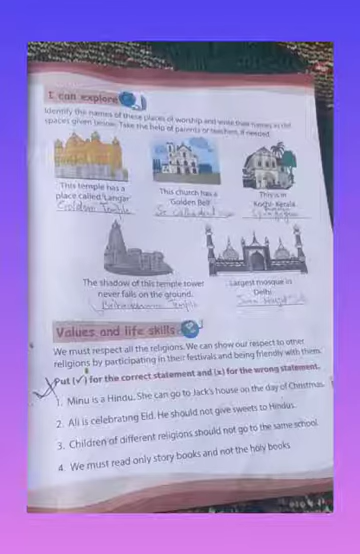 I can explore
Identify the names of these places of worship and write their names in the
spaces given below. Take the help of parents or teachers, if needed.
This temple has a
place called 'Langar'
Golden Temple
This church has a
'Golden Bell'
Se cathedral
This is in
Kochi- Kerala
The shadow of this temple tower
never falls on the ground.
Temple
Largest mosque in
Delhi
Jama Masjid
Values and life skills
We must respect all the religions. We can show our respect to other
religions by participating in their festivals and being friendly with them.
Put (✓) for the correct statement and (x) for the wrong statement.
1. Minu is a Hindu. She can go to Jack's house on the day of Christmas.
2. Ali is celebrating Eid. He should not give sweets to Hindus.
3. Children of different religions should not go to the same school.
4. We must read only story books and not the holy books